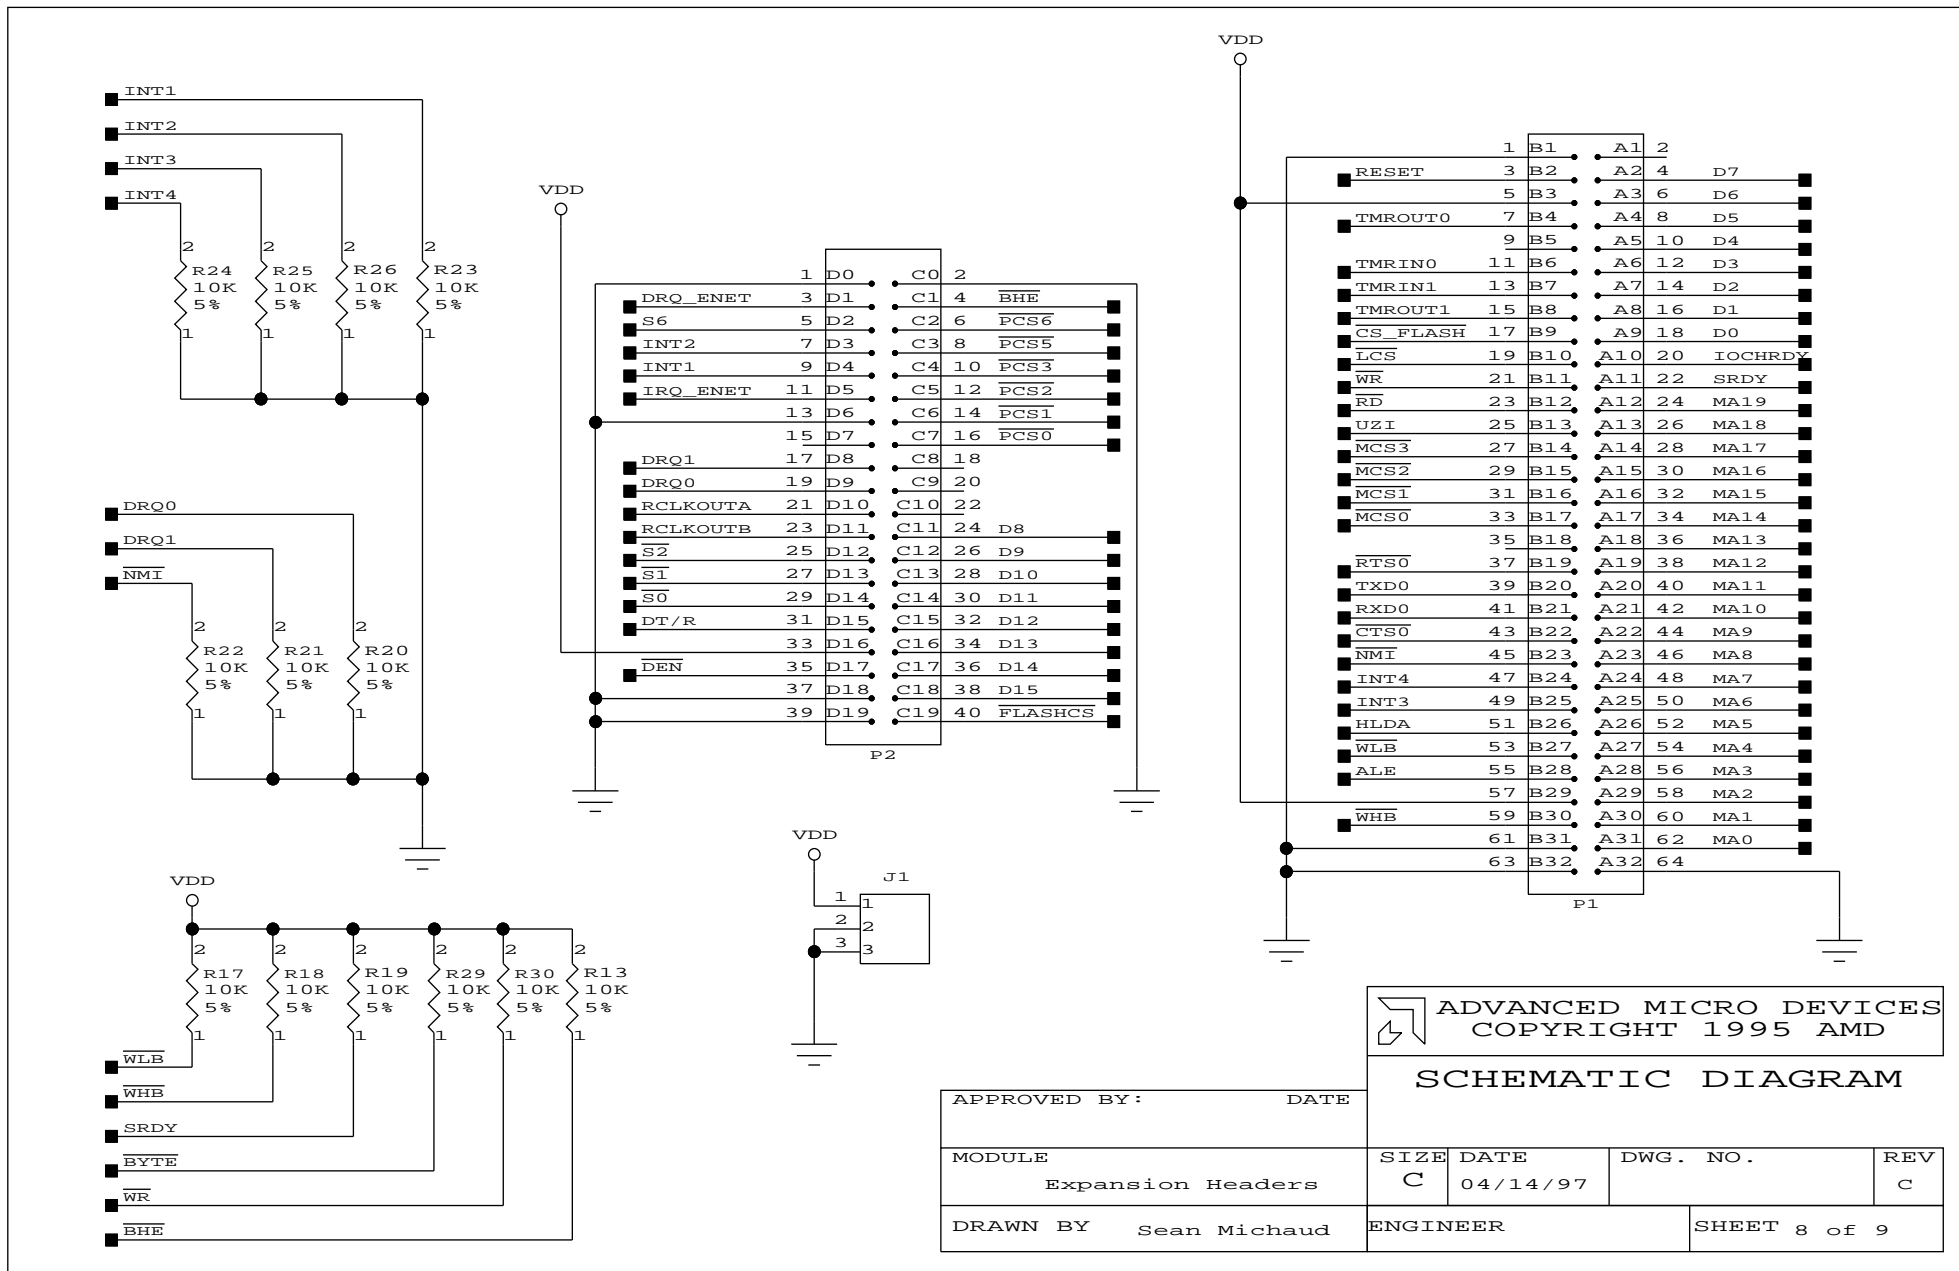 INT1
INT2
INT3
INT4
2 2 2 2
R24 R25 R26 R23
10K 10K 10K 10K
5% 5% 5% 5%
1 1 1 1
DRQ0
DRQ1
NMI
2 2 2
R22 R21 R20
10K 10K 10K
5% 5% 5%
1 1 1
VDD
2 2 2 2 2 2
R17 R18 R19 R29 R30 R13
10K 10K 10K 10K 10K 10K
5% 5% 5% 5% 5% 5%
1 1 1 1 1 1
WLB
WHB
SRDY
BYTE
WR
BHE
VDD
1 D0 C0 2
DRQ_ENET 3 D1 C1 4 BHE
S6 5 D2 C2 6 PCS6
INT2 7 D3 C3 8 PCS5
INT1 9 D4 C4 10 PCS3
IRQ_ENET 11 D5 C5 12 PCS2
13 D6 C6 14 PCS1
15 D7 C7 16 PCS0
DRQ1 17 D8 C8 18
DRQ0 19 D9 C9 20
RCLKOUTA 21 D10 C10 22
RCLKOUTB 23 D11 C11 24 D8
S2 25 D12 C12 26 D9
S1 27 D13 C13 28 D10
S0 29 D14 C14 30 D11
DT/R 31 D15 C15 32 D12
33 D16 C16 34 D13
DEN 35 D17 C17 36 D14
37 D18 C18 38 D15
39 D19 C19 40 FLASHCS
P2
VDD
J1
1 1
2 2
3 3
VDD
1 B1 A1 2
RESET 3 B2 A2 4 D7
5 B3 A3 6 D6
TMROUT0 7 B4 A4 8 D5
9 B5 A5 10 D4
TMRIN0 11 B6 A6 12 D3
TMRIN1 13 B7 A7 14 D2
TMROUT1 15 B8 A8 16 D1
CS_FLASH 17 B9 A9 18 D0
LCS 19 B10 A10 20 IOCHRDY
WR 21 B11 A11 22 SRDY
RD 23 B12 A12 24 MA19
UZI 25 B13 A13 26 MA18
MCS3 27 B14 A14 28 MA17
MCS2 29 B15 A15 30 MA16
MCS1 31 B16 A16 32 MA15
MCS0 33 B17 A17 34 MA14
35 B18 A18 36 MA13
RTS0 37 B19 A19 38 MA12
TXD0 39 B20 A20 40 MA11
RXD0 41 B21 A21 42 MA10
CTS0 43 B22 A22 44 MA9
NMI 45 B23 A23 46 MA8
INT4 47 B24 A24 48 MA7
INT3 49 B25 A25 50 MA6
HLDA 51 B26 A26 52 MA5
WLB 53 B27 A27 54 MA4
ALE 55 B28 A28 56 MA3
57 B29 A29 58 MA2
WHB 59 B30 A30 60 MA1
61 B31 A31 62 MA0
63 B32 A32 64
P1
ADVANCED MICRO DEVICES
COPYRIGHT 1995 AMD
SCHEMATIC DIAGRAM
APPROVED BY: DATE
MODULE
Expansion Headers
SIZE DATE DWG. NO. REV
C 04/14/97 C
DRAWN BY Sean Michaud
ENGINEER
SHEET 8 of 9